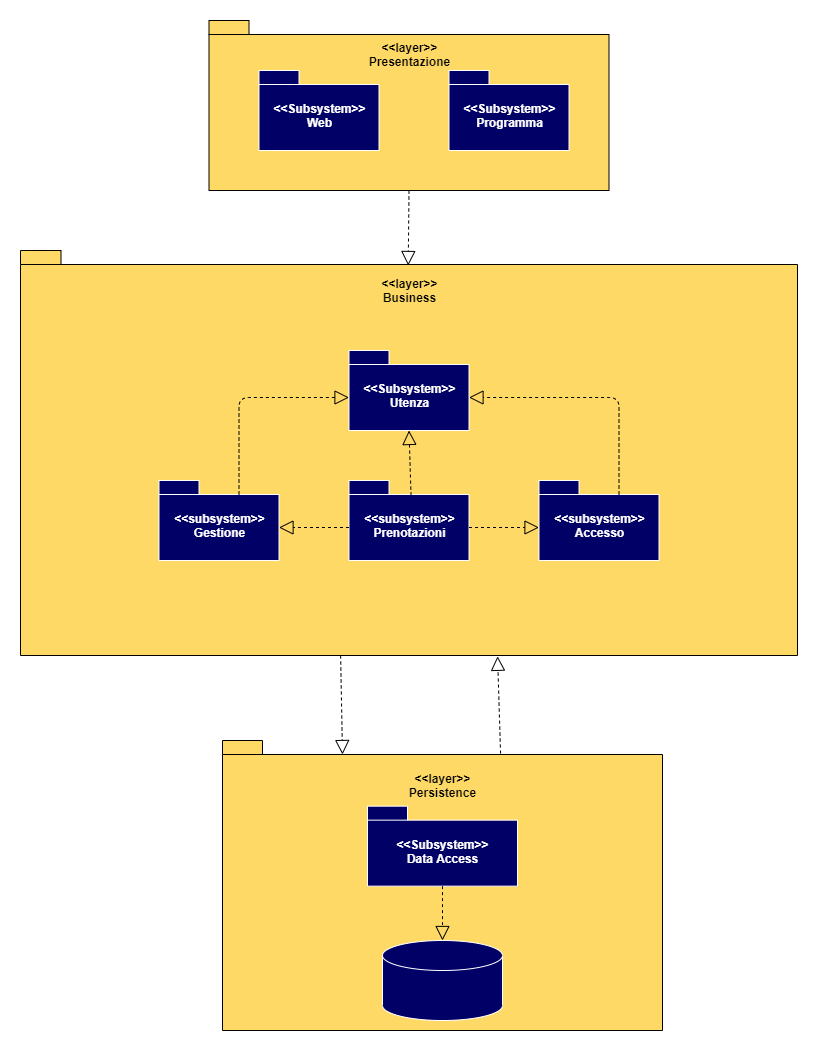 <<layer>>
Presentazione
<<Subsystem>>
Web
<<Subsystem>>
Programma
<<layer>>
Business
<<Subsystem>>
Utenza
<<subsystem>>
Gestione
<<subsystem>>
Prenotazioni
<<subsystem>>
Accesso
<<layer>>
Persistence
<<Subsystem>>
Data Access